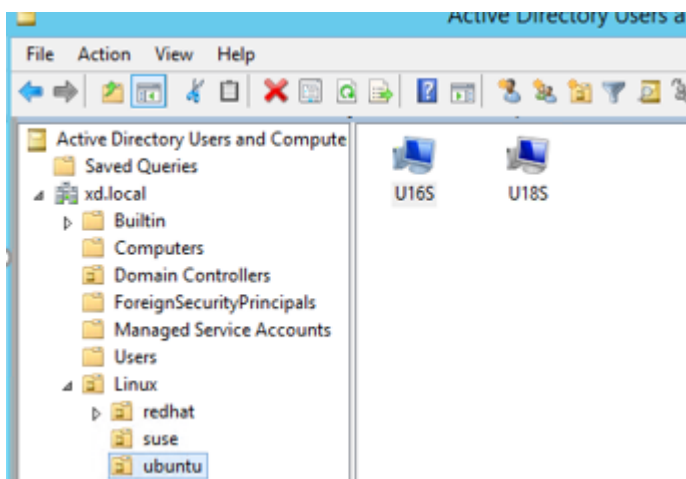 Active Directory Users a
File Action View Help
Active Directory Users and Compute
Saved Queries
xd.local
Builtin
Computers
Domain Controllers
ForeignSecurityPrincipals
Managed Service Accounts
Users
Linux
redhat
suse
ubuntu
U16S U18S